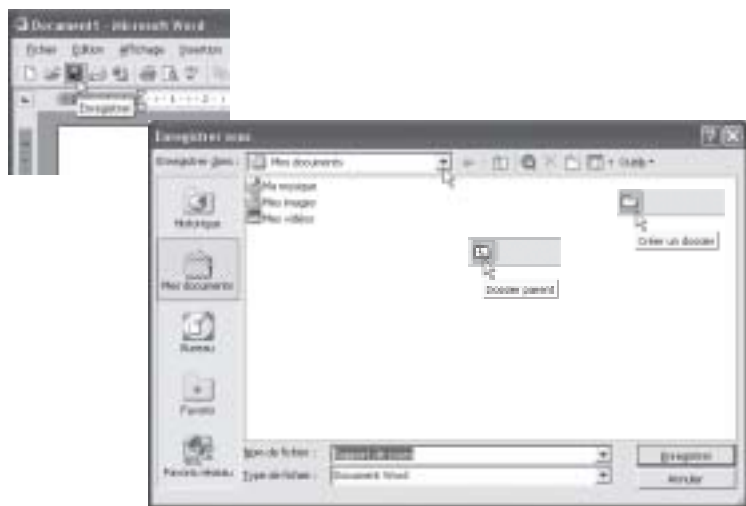 Document1 - Microsoft Word
Fichier Edition Affichage Insertion
Enregistrer
Enregistrer sous
Enregistrer dans : Mes documents
Outils
Ma musique
Mes images
Mes vidéos
Historique
Mes documents
Bureau
Favoris
Favoris réseau
Créer un dossier
Dossier parent
Nom de fichier :
Type de fichier : Document Word
Enregistrer
Annuler